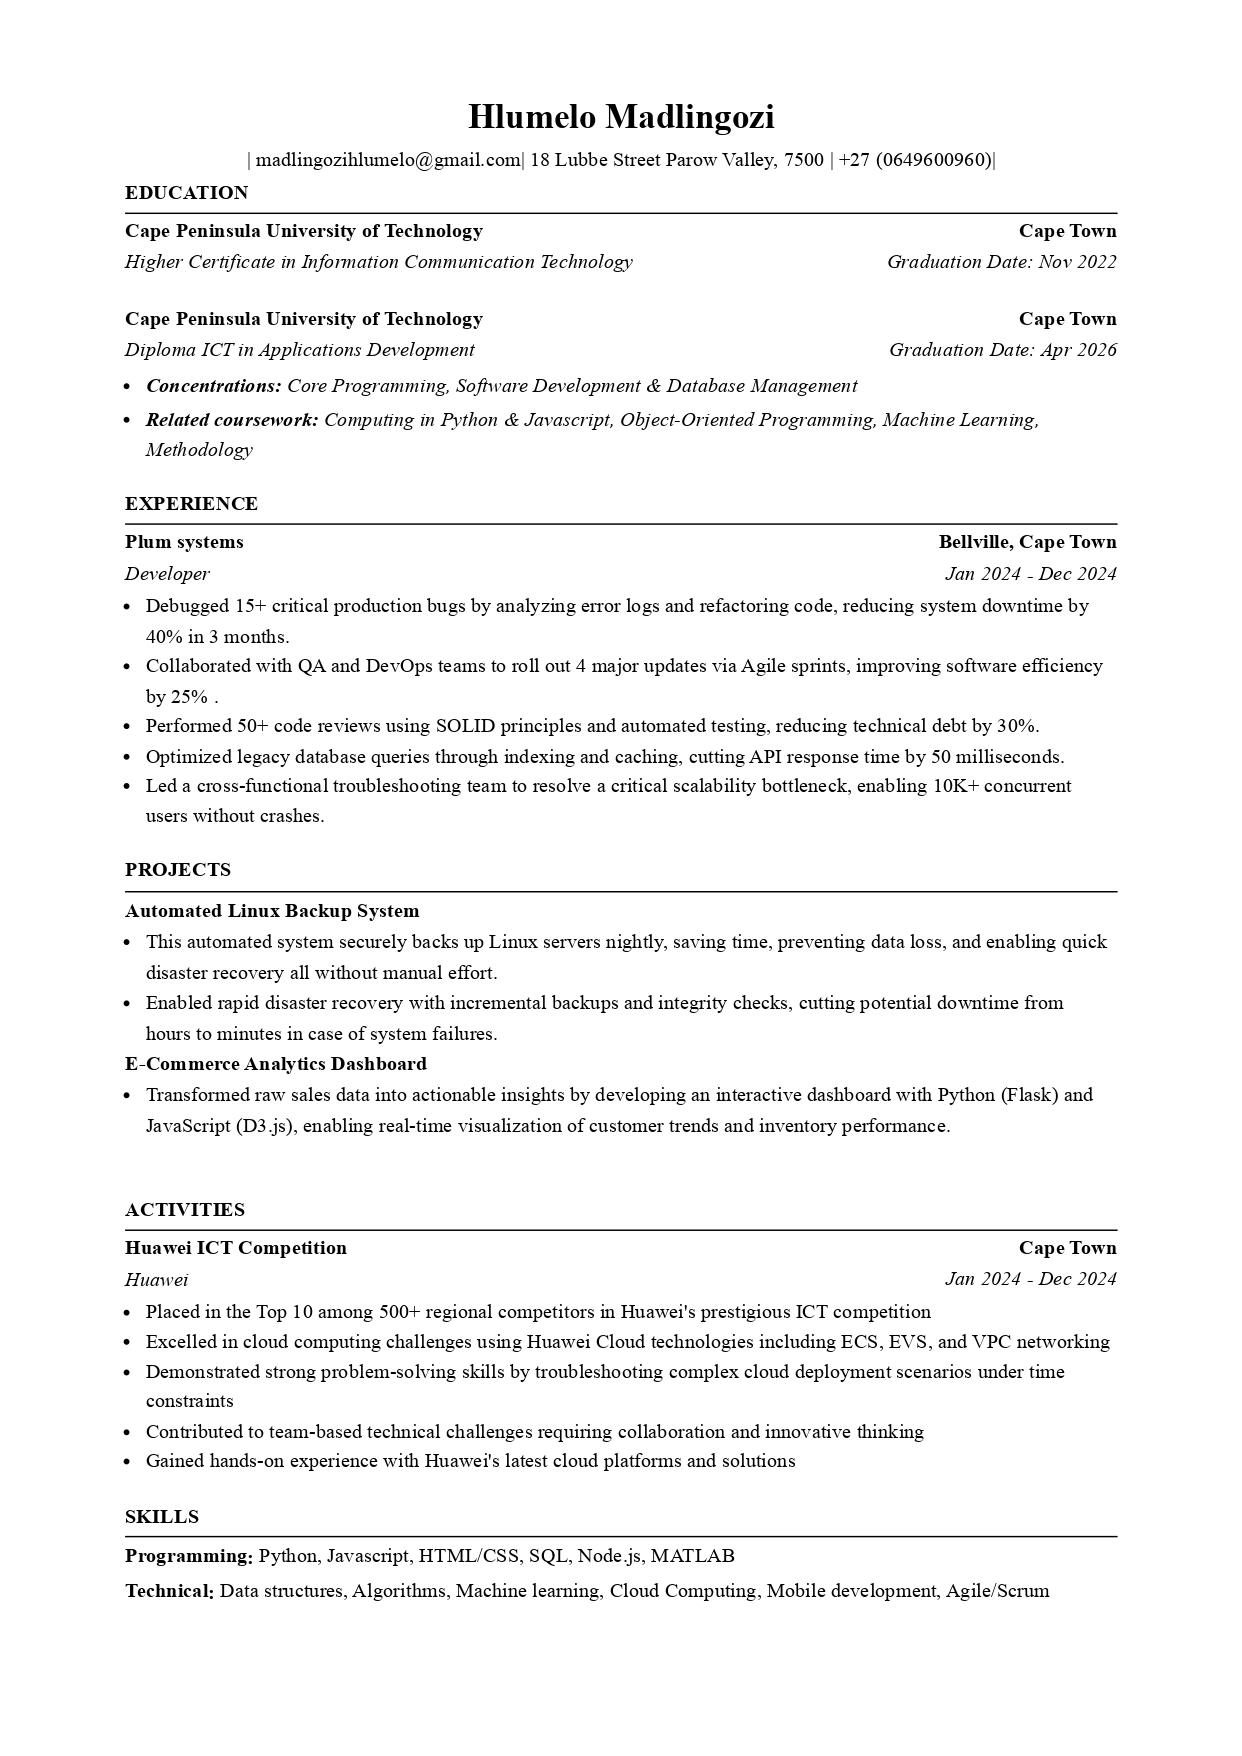 Hlumelo Madlingozi
| madlingozihlumelo@gmail.com| 18 Lubbe Street Parow Valley, 7500 | +27 (0649600960)|
EDUCATION
Cape Peninsula University of Technology Cape Town
Higher Certificate in Information Communication Technology Graduation Date: Nov 2022
Cape Peninsula University of Technology Cape Town
Diploma ICT in Applications Development Graduation Date: Apr 2026
• Concentrations: Core Programming, Software Development & Database Management
• Related coursework: Computing in Python & Javascript, Object-Oriented Programming, Machine Learning,
Methodology
EXPERIENCE
Plum systems Bellville, Cape Town
Developer Jan 2024 - Dec 2024
• Debugged 15+ critical production bugs by analyzing error logs and refactoring code, reducing system downtime by
40% in 3 months.
• Collaborated with QA and DevOps teams to roll out 4 major updates via Agile sprints, improving software efficiency
by 25% .
• Performed 50+ code reviews using SOLID principles and automated testing, reducing technical debt by 30%.
• Optimized legacy database queries through indexing and caching, cutting API response time by 50 milliseconds.
• Led a cross-functional troubleshooting team to resolve a critical scalability bottleneck, enabling 10K+ concurrent
users without crashes.
PROJECTS
Automated Linux Backup System
• This automated system securely backs up Linux servers nightly, saving time, preventing data loss, and enabling quick
disaster recovery all without manual effort.
• Enabled rapid disaster recovery with incremental backups and integrity checks, cutting potential downtime from
hours to minutes in case of system failures.
E-Commerce Analytics Dashboard
• Transformed raw sales data into actionable insights by developing an interactive dashboard with Python (Flask) and
JavaScript (D3.js), enabling real-time visualization of customer trends and inventory performance.
ACTIVITIES
Huawei ICT Competition Cape Town
Huawei Jan 2024 - Dec 2024
• Placed in the Top 10 among 500+ regional competitors in Huawei's prestigious ICT competition
• Excelled in cloud computing challenges using Huawei Cloud technologies including ECS, EVS, and VPC networking
• Demonstrated strong problem-solving skills by troubleshooting complex cloud deployment scenarios under time
constraints
• Contributed to team-based technical challenges requiring collaboration and innovative thinking
• Gained hands-on experience with Huawei's latest cloud platforms and solutions
SKILLS
Programming: Python, Javascript, HTML/CSS, SQL, Node.js, MATLAB
Technical: Data structures, Algorithms, Machine learning, Cloud Computing, Mobile development, Agile/Scrum